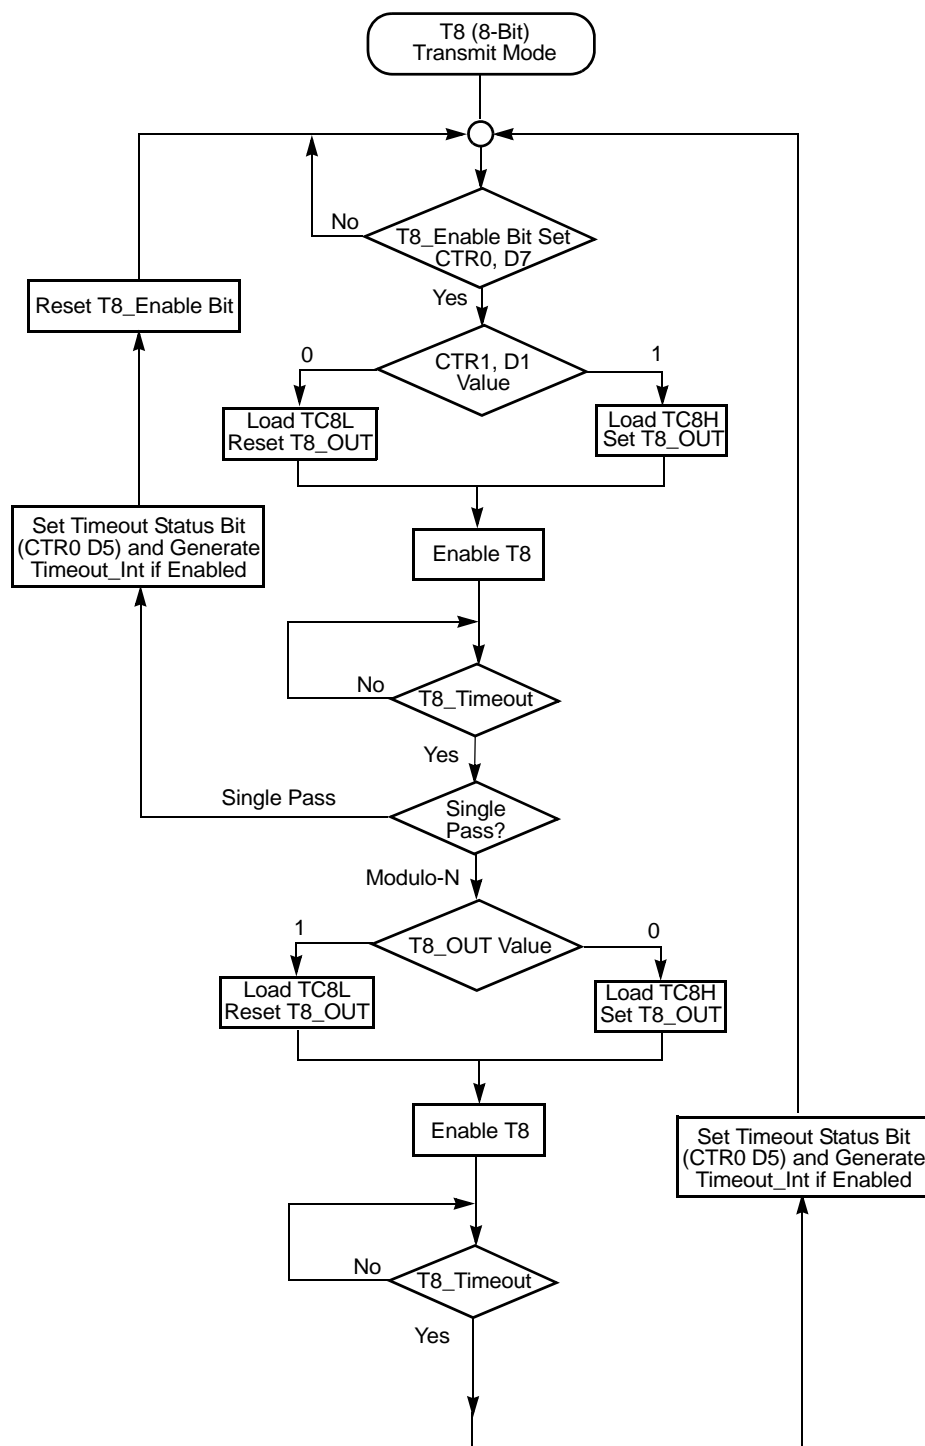 T8 (8-Bit)
Transmit Mode
No
T8_Enable Bit Set
CTR0, D7
Yes
Reset T8_Enable Bit
0
CTR1, D1
Value
1
Load TC8L
Reset T8_OUT
Load TC8H
Set T8_OUT
Set Timeout Status Bit
(CTR0 D5) and Generate
Timeout_Int if Enabled
Enable T8
No
T8_Timeout
Yes
Single Pass
Single
Pass?
Modulo-N
1
T8_OUT Value
0
Load TC8L
Reset T8_OUT
Load TC8H
Set T8_OUT
Enable T8
Set Timeout Status Bit
(CTR0 D5) and Generate
Timeout_Int if Enabled
No
T8_Timeout
Yes